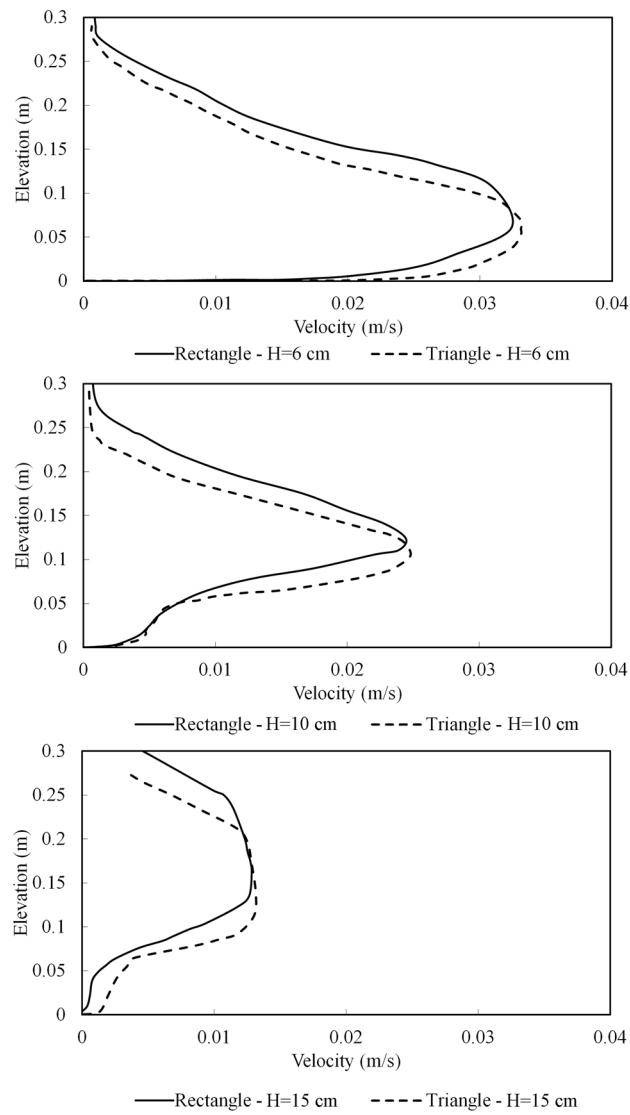 0.3
0.25
0.2
0.15
0.1
0.05
0
Elevation (m)
0 0.01 0.02 0.03 0.04
Velocity (m/s)
Rectangle - H=6 cm Triangle - H=6 cm
0.3
0.25
0.2
0.15
0.1
0.05
0
Elevation (m)
0 0.01 0.02 0.03 0.04
Velocity (m/s)
Rectangle - H=10 cm Triangle - H=10 cm
0.3
0.25
0.2
0.15
0.1
0.05
0
Elevation (m)
0 0.01 0.02 0.03 0.04
Velocity (m/s)
Rectangle - H=15 cm Triangle - H=15 cm